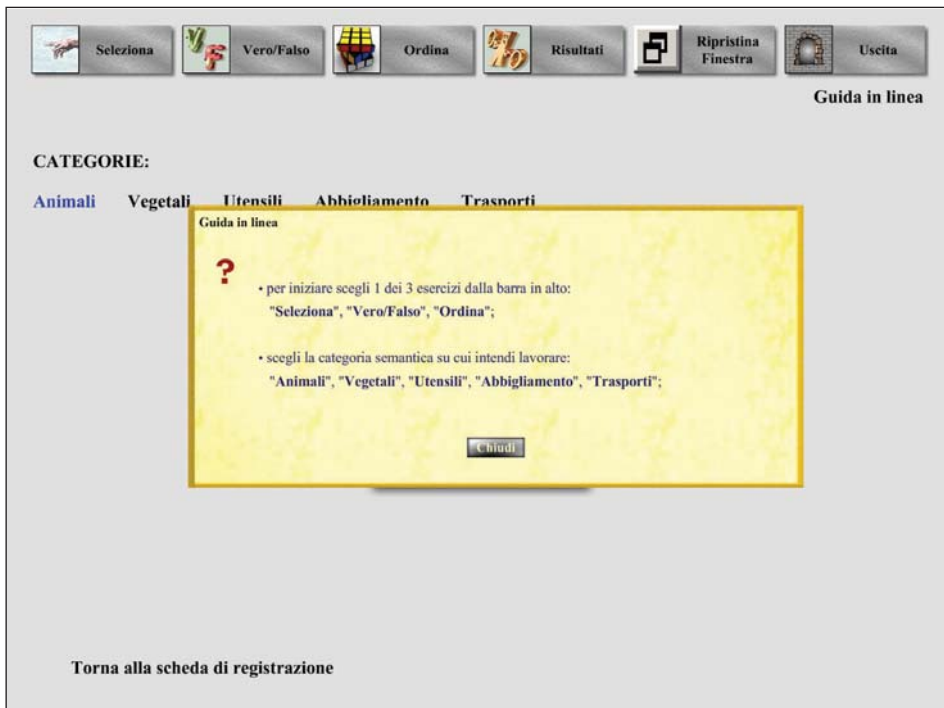 Seleziona
Vero/Falso
Ordina
Risultati
Ripristina
Finestra
Uscita
Guida in linea
CATEGORIE:
Animali Vegetali Utensili Abbigliamento Trasporti
Guida in linea
?
• per iniziare scegli 1 dei 3 esercizi dalla barra in alto:
"Seleziona", "Vero/Falso", "Ordina";
• scegli la categoria semantica su cui intendi lavorare:
"Animali", "Vegetali", "Utensili", "Abbigliamento", "Trasporti";
Chiudi
Torna alla scheda di registrazione